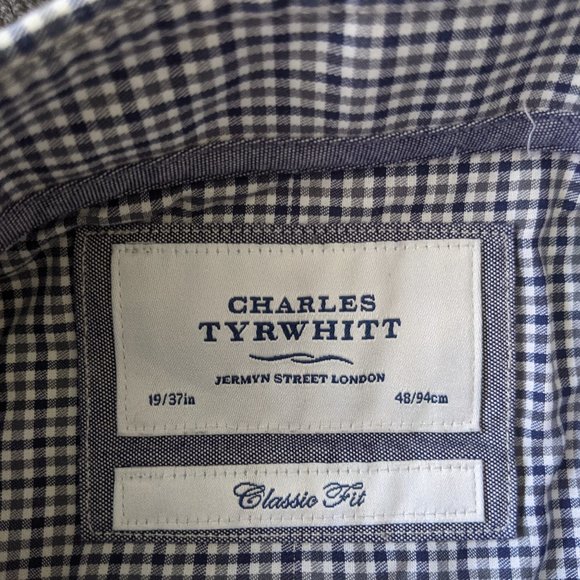 CHARLES
TYRWHITT
JERMYN STREET LONDON
19/37in 48/94cm
Classic Fit